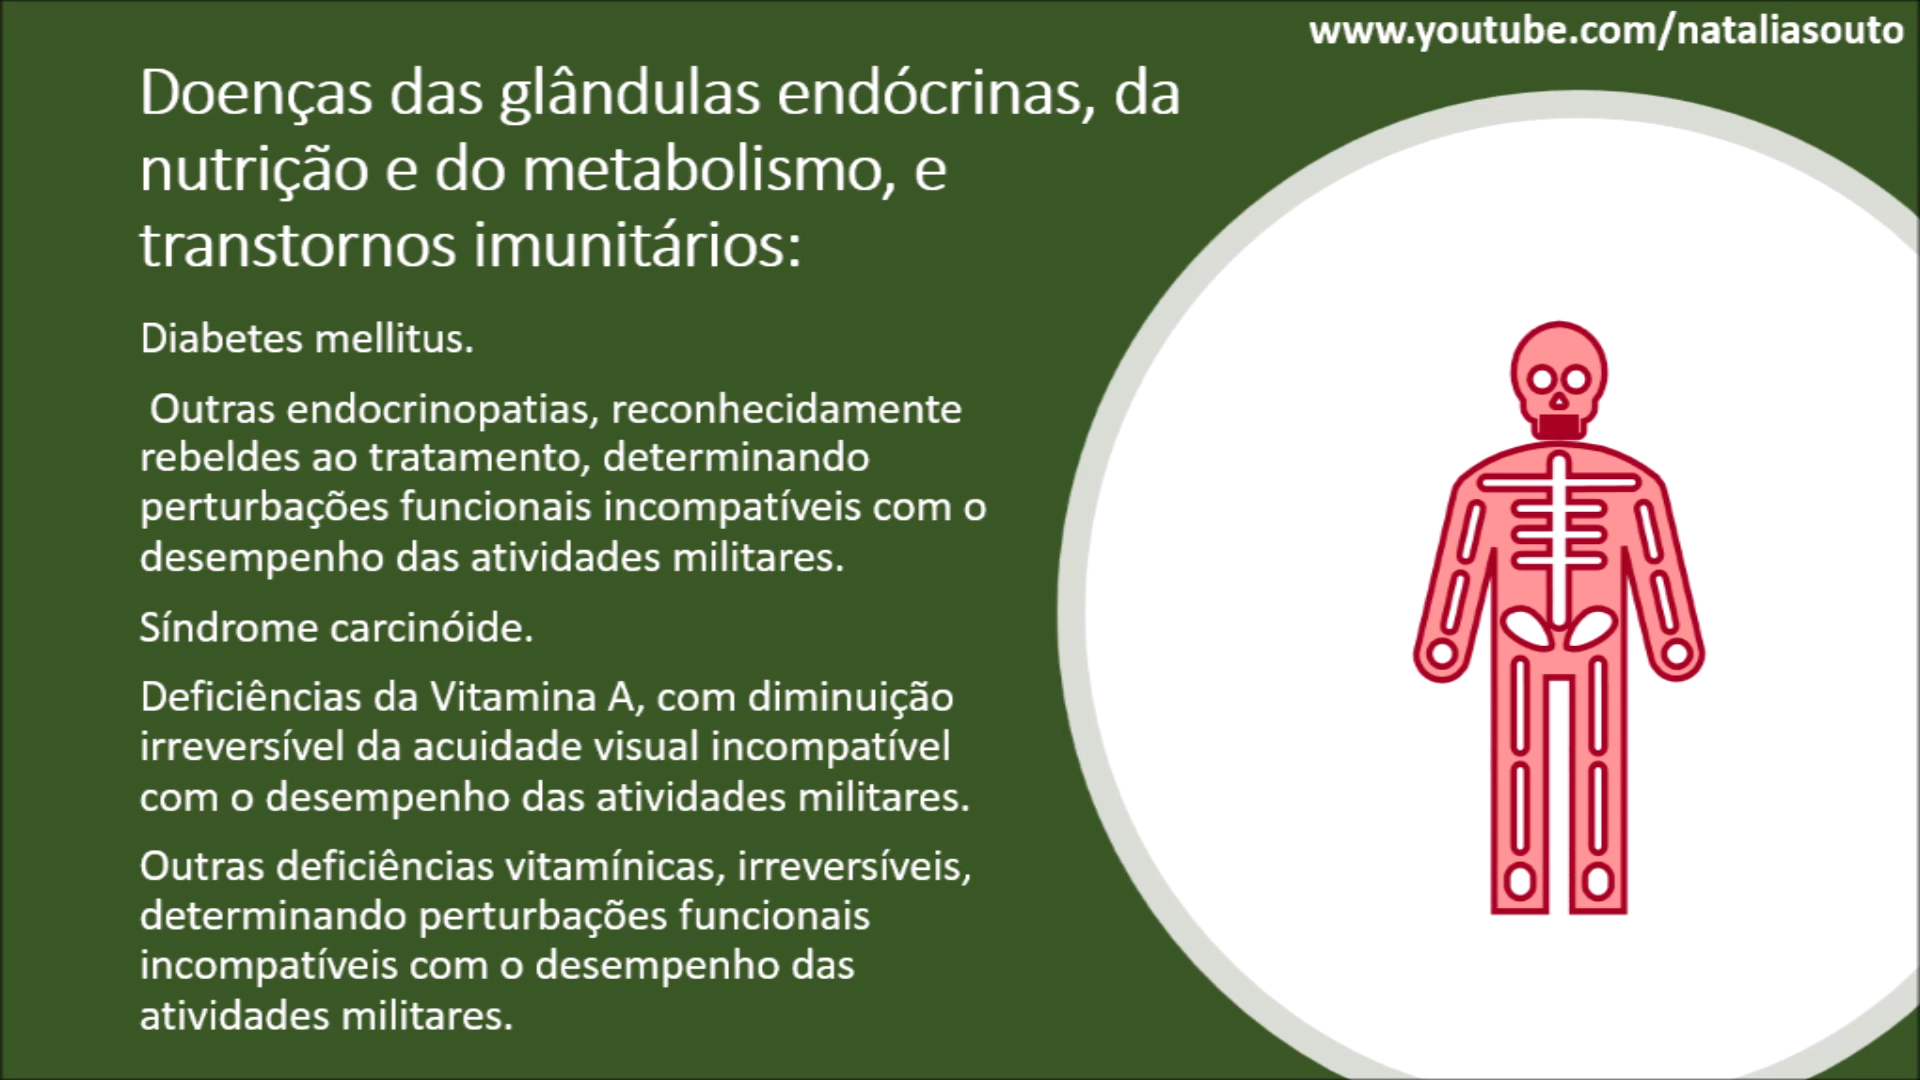 www.youtube.com/nataliasouto
Doenças das glândulas endócrinas, da
nutrição e do metabolismo, e
transtornos imunitários:
Diabetes mellitus.
Outras endocrinopatias, reconhecidamente
rebeldes ao tratamento, determinando
perturbações funcionais incompatíveis com o
desempenho das atividades militares.
Síndrome carcinóide.
Deficiências da Vitamina A, com diminuição
irreversível da acuidade visual incompatível
com o desempenho das atividades militares.
Outras deficiências vitamínicas, irreversíveis,
determinando perturbações funcionais
incompatíveis com o desempenho das
atividades militares.